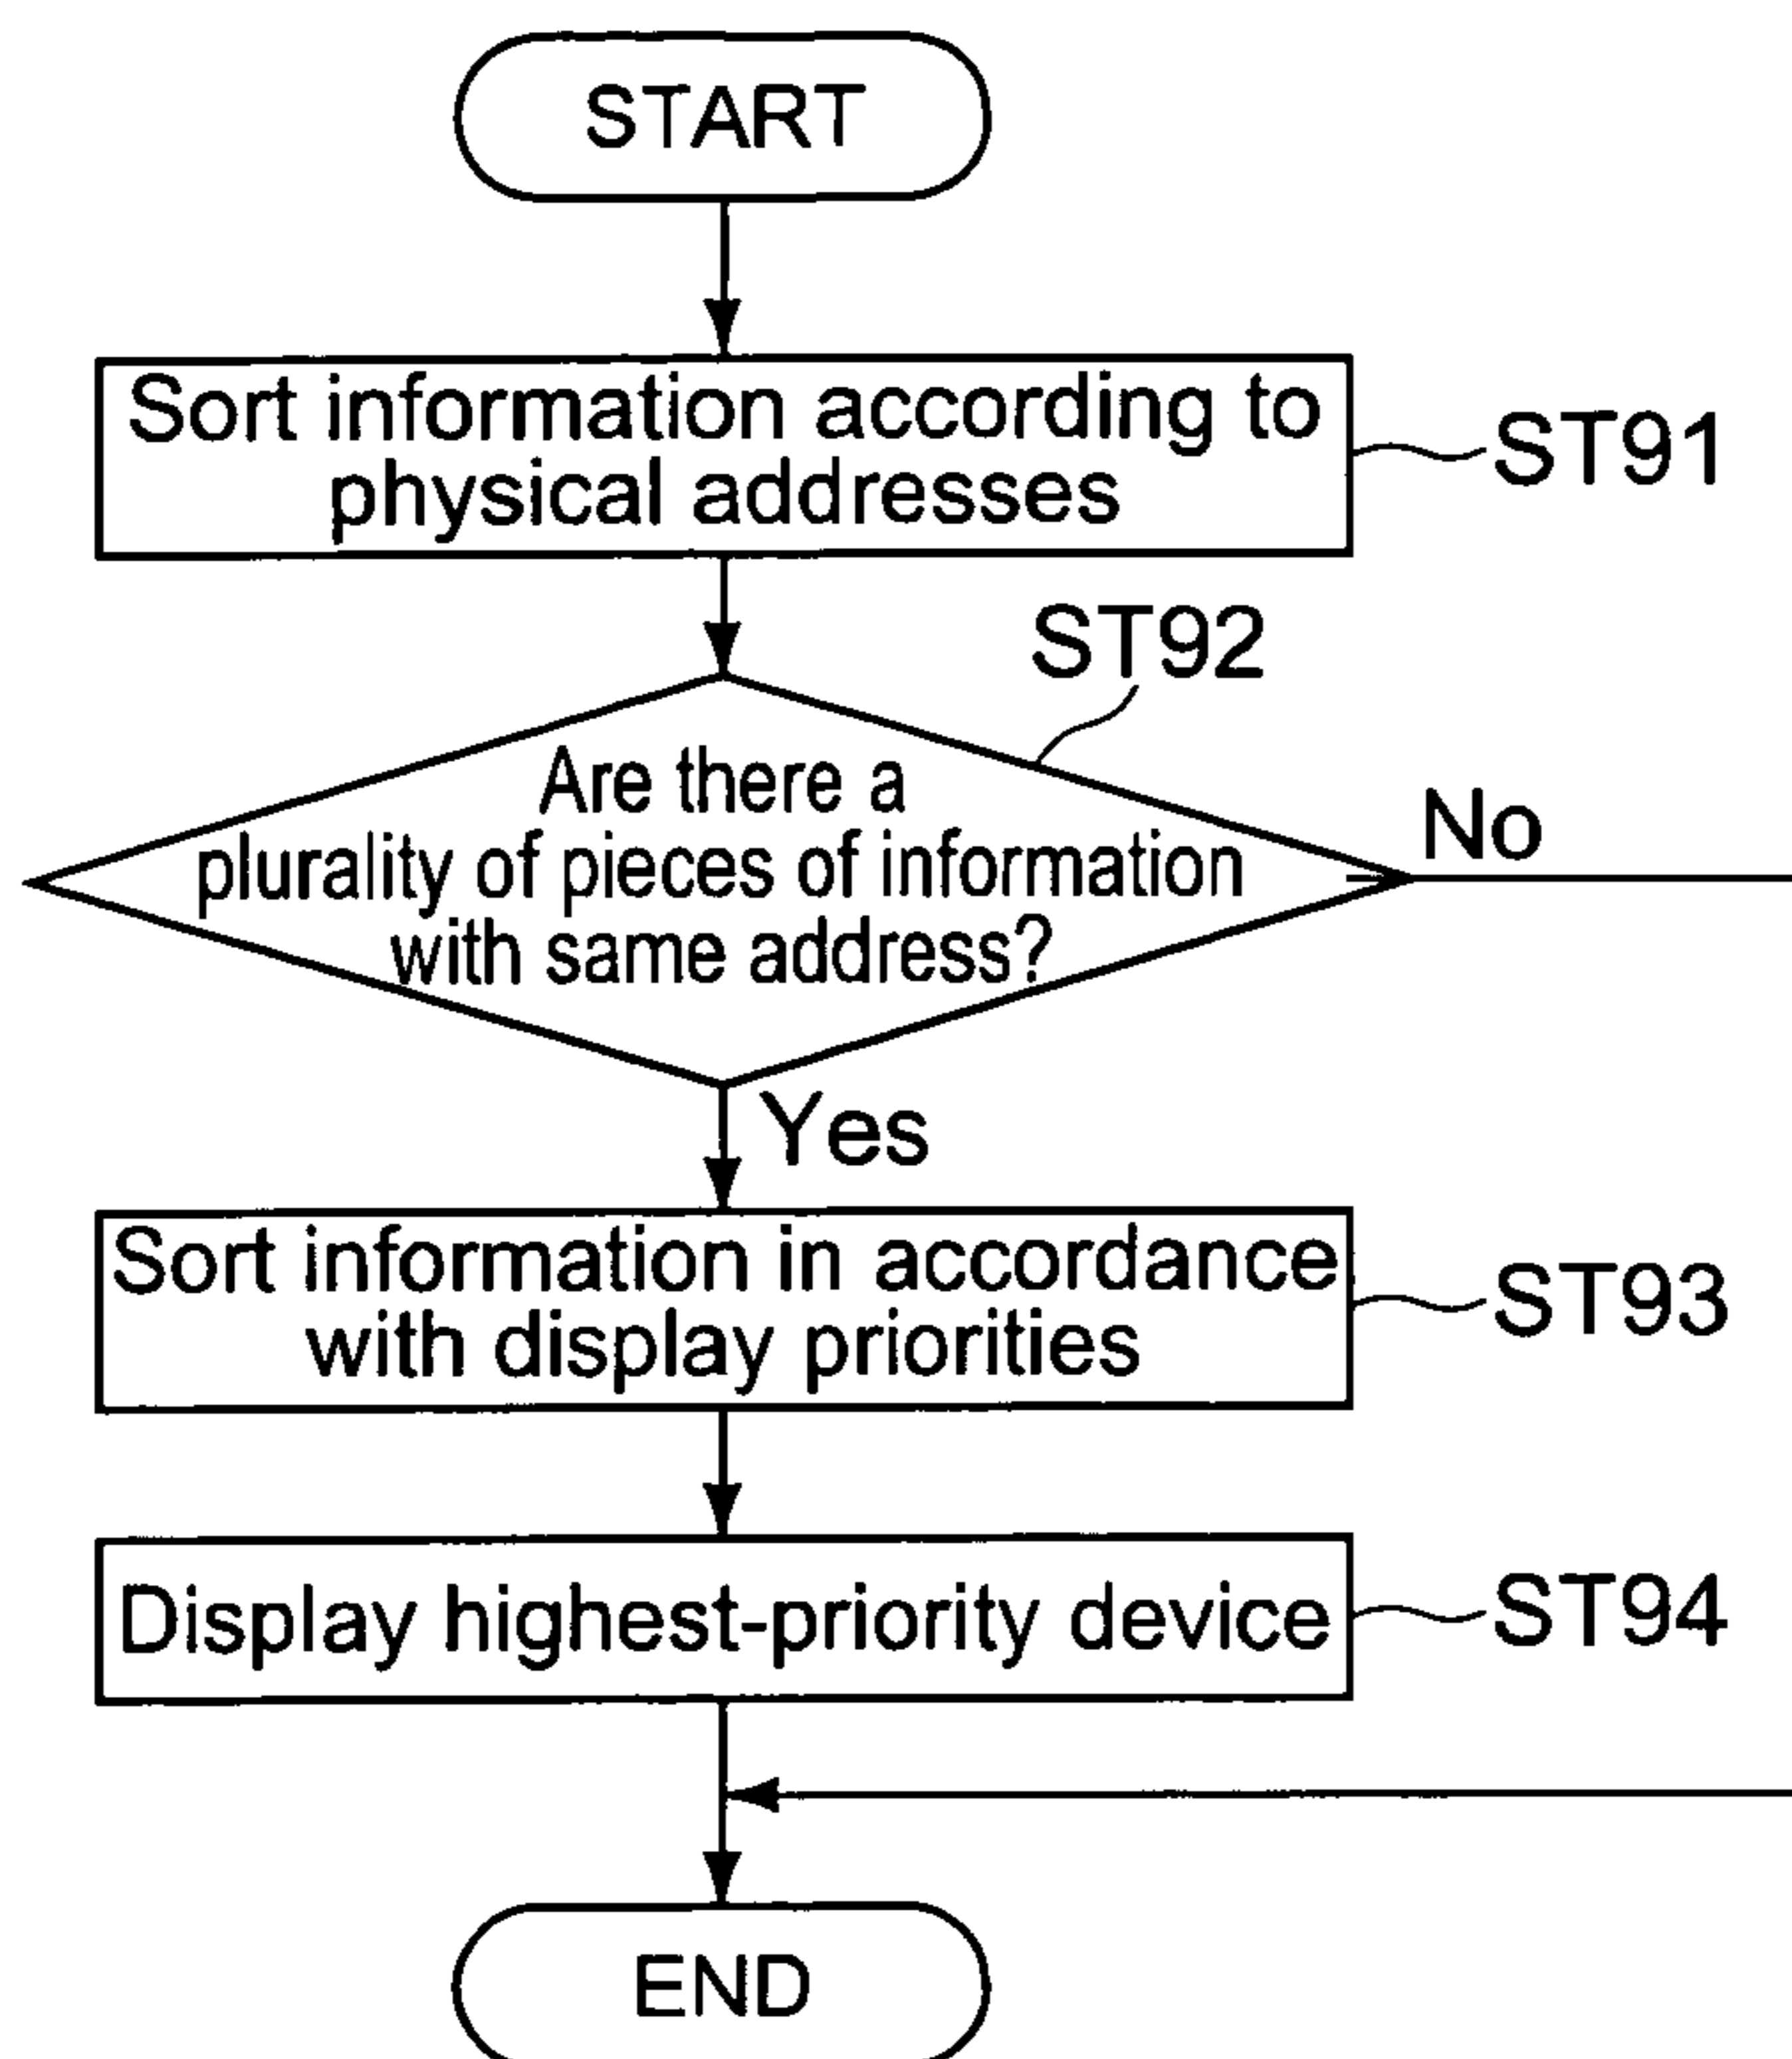 START
Sort information according to
physical addresses
ST91
ST92
Are there a
plurality of pieces of information
with same address?
No
Yes
Sort information in accordance
with display priorities
ST93
Display highest-priority device
ST94
END